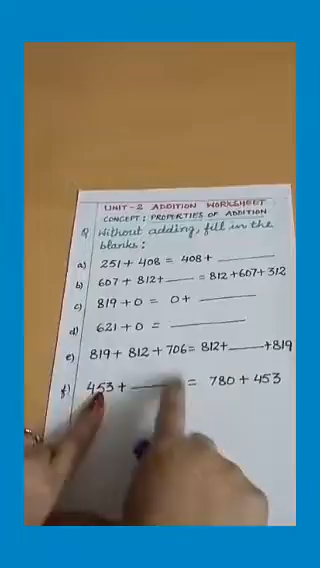 UNIT-2 ADDITION WORKSHEET
CONCEPT: PROPERTIES OF ADDITION
Q Without adding, fill in the
blanks:
a) 251 + 408 = 408 + ______
b) 607 + 812 + ____ = 812 + 607 + 312
c) 819 + 0 = 0 + ______
d) 621 + 0 = ______
e) 819 + 812 + 706 = 812 + ____ + 819
f) 453 + ______ = 780 + 453